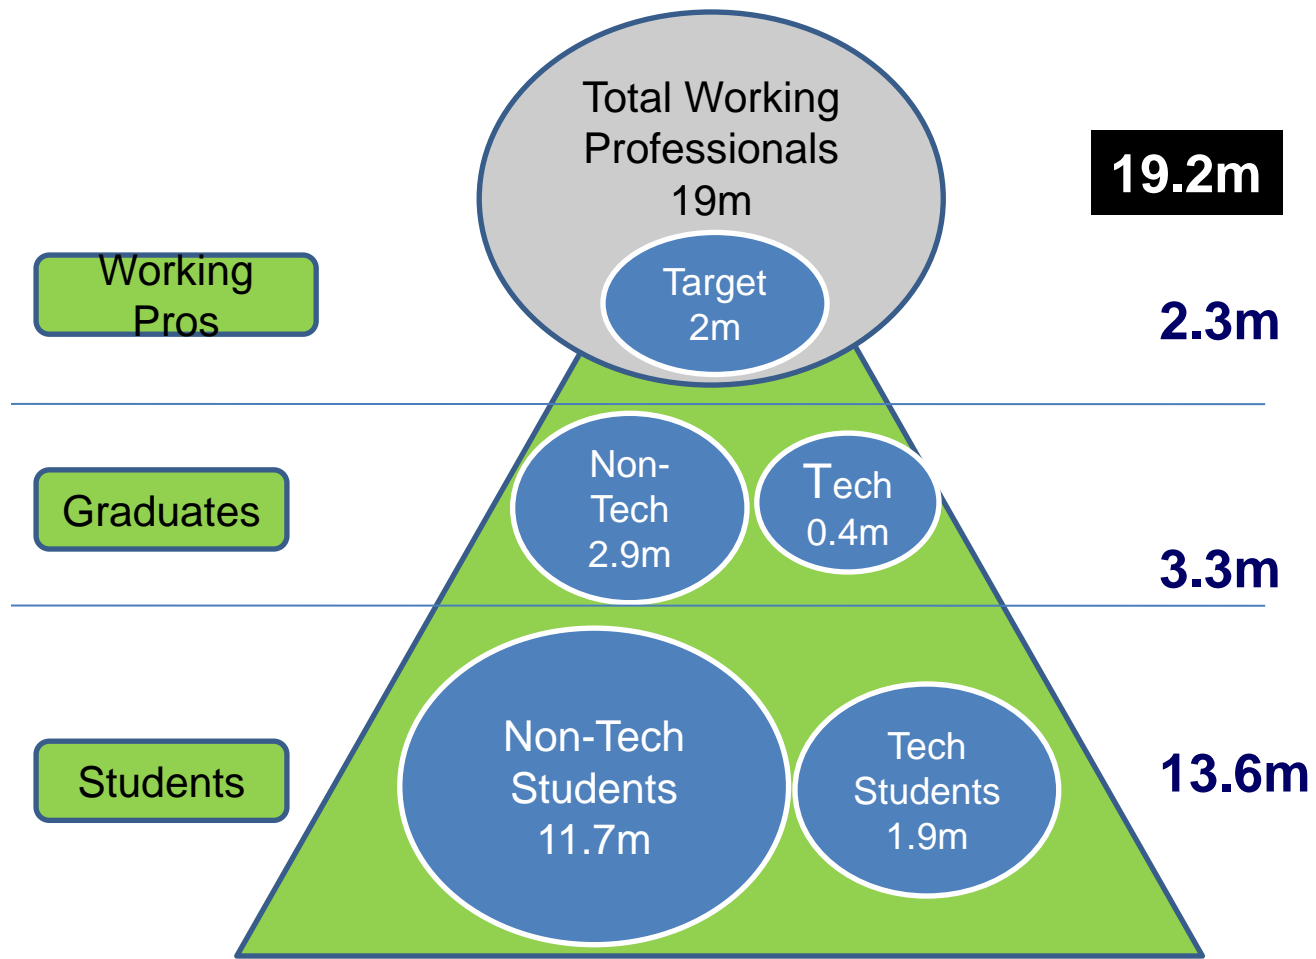 Total Working
Professionals
19m
19.2m
Working
Pros
Target
2m
2.3m
Graduates
Non-
Tech
2.9m
Tech
0.4m
3.3m
Students
Non-Tech
Students
11.7m
Tech
Students
1.9m
13.6m